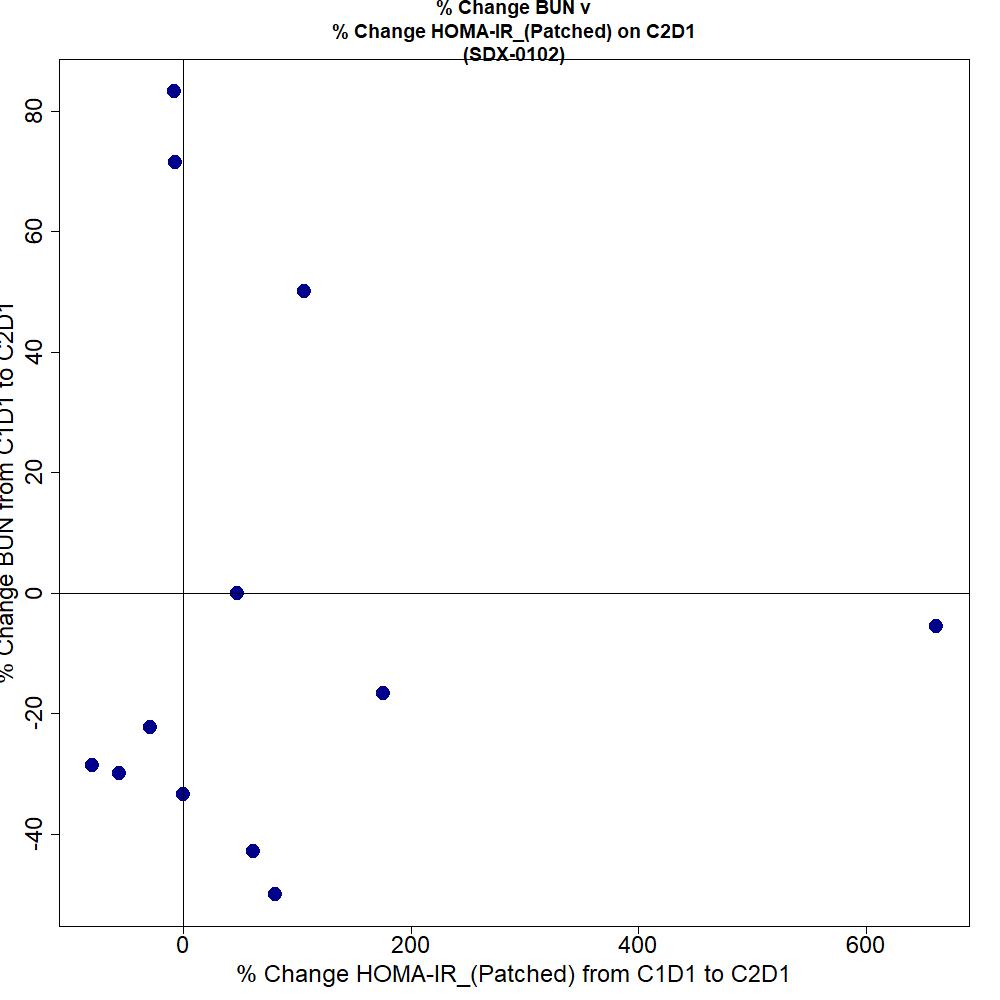 % Change BUN v
% Change HOMA-IR_(Patched) on C2D1
(SDX-0102)
% Change BUN from C1D1 to C2D1
80
60
40
20
0
-20
-40
0
200
400
600
% Change HOMA-IR_(Patched) from C1D1 to C2D1